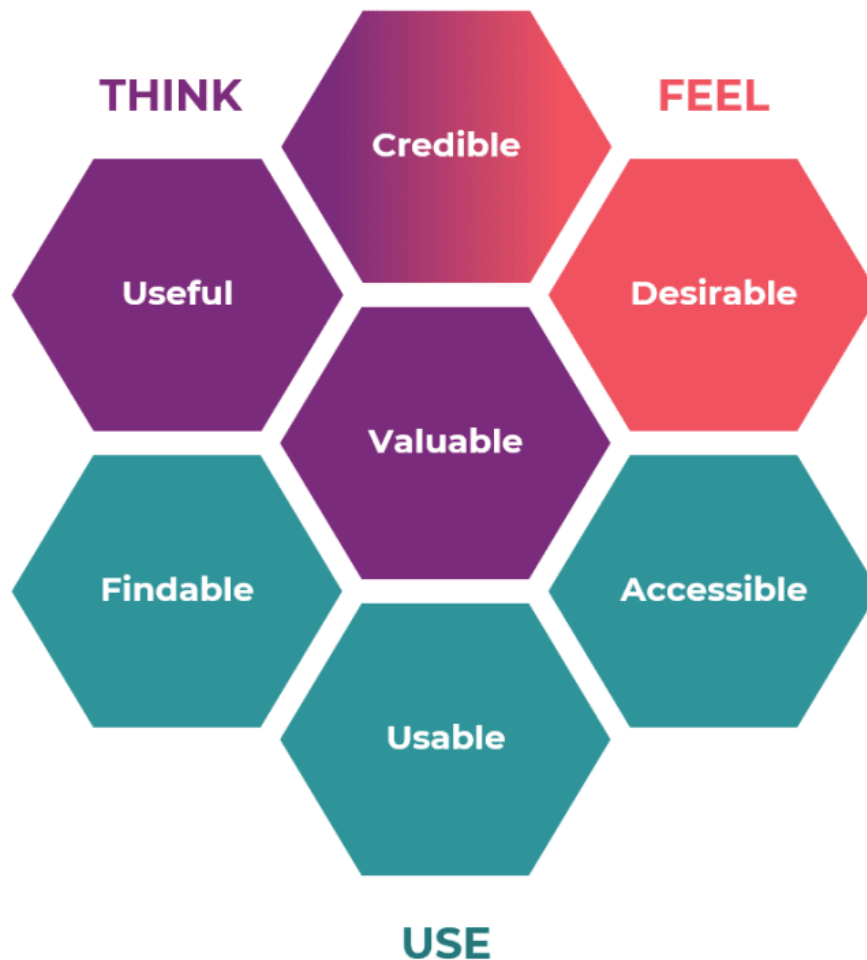 THINK
FEEL
Credible
Useful
Desirable
Valuable
Findable
Accessible
Usable
USE